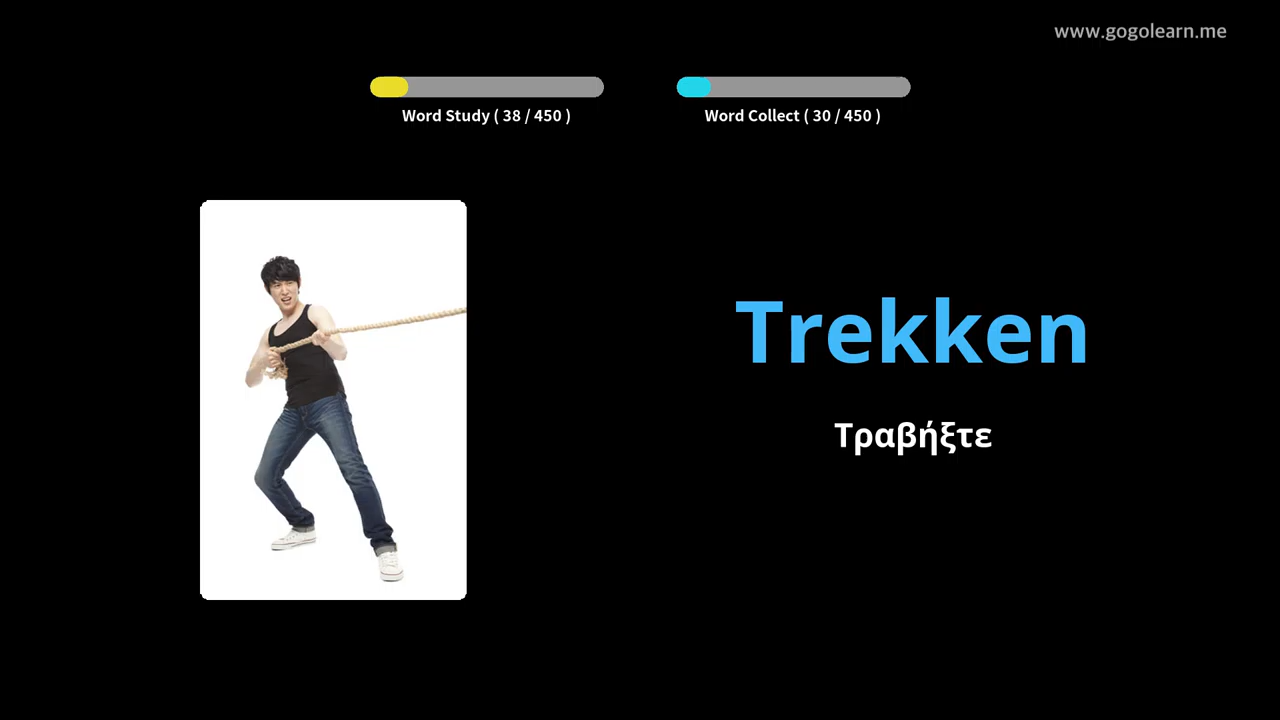 www.gogolearn.me
Word Study ( 38 / 450 )
Word Collect ( 30 / 450 )
Trekken
Τραβήξτε